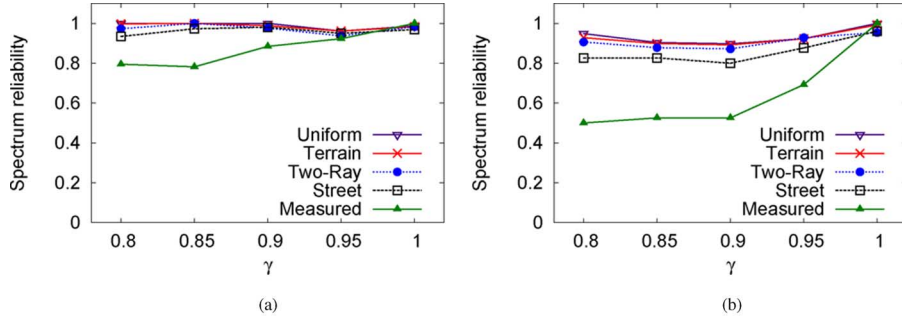 Spectrum reliability
1
0.8
0.6
0.4
0.2
0
Uniform
Terrain
Two-Ray
Street
Measured
0.8 0.85 0.9 0.95 1
γ
(a)
Spectrum reliability
1
0.8
0.6
0.4
0.2
0
Uniform
Terrain
Two-Ray
Street
Measured
0.8 0.85 0.9 0.95 1
γ
(b)